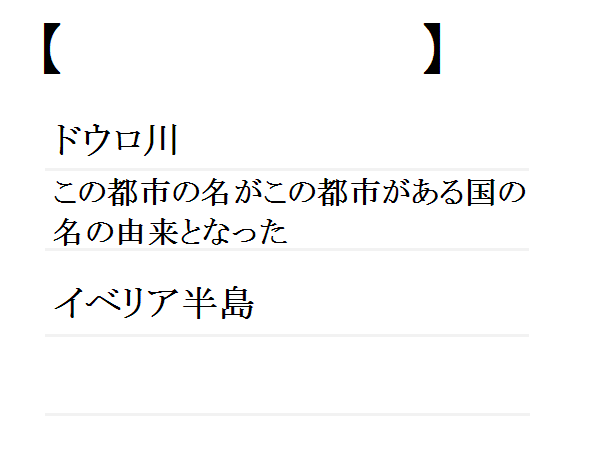 【　　　　　　　　】
ドウロ川
この都市の名がこの都市がある国の
名の由来となった
イベリア半島